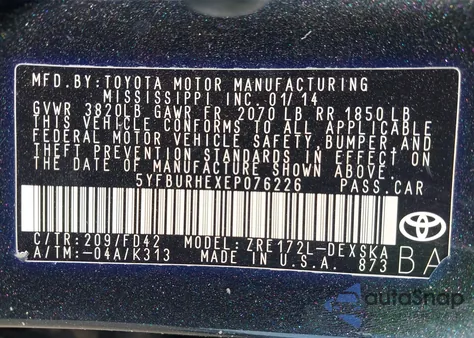 MFD.BY:TOYOTA MOTOR MANUFACTURING
MISSISSIPPI INC. 01/14
GVWR 3820LB GAWR FR 2070 LB RR 1850 LB
THIS VEHICLE CONFORMS TO ALL APPLICABLE
FEDERAL MOTOR VEHICLE SAFETY,BUMPER,AND
THEFT PREVENTION STANDARDS IN EFFECT ON
THE DATE OF MANUFACTURE SHOWN ABOVE.
5YFBURHEXEP076226 PASS.CAR
C/TR:209/FD42 MODEL:ZRE172L-DEXSKA
A/TM:-04A/K313 MADE IN U.S.A. 873 BA
autoSnap